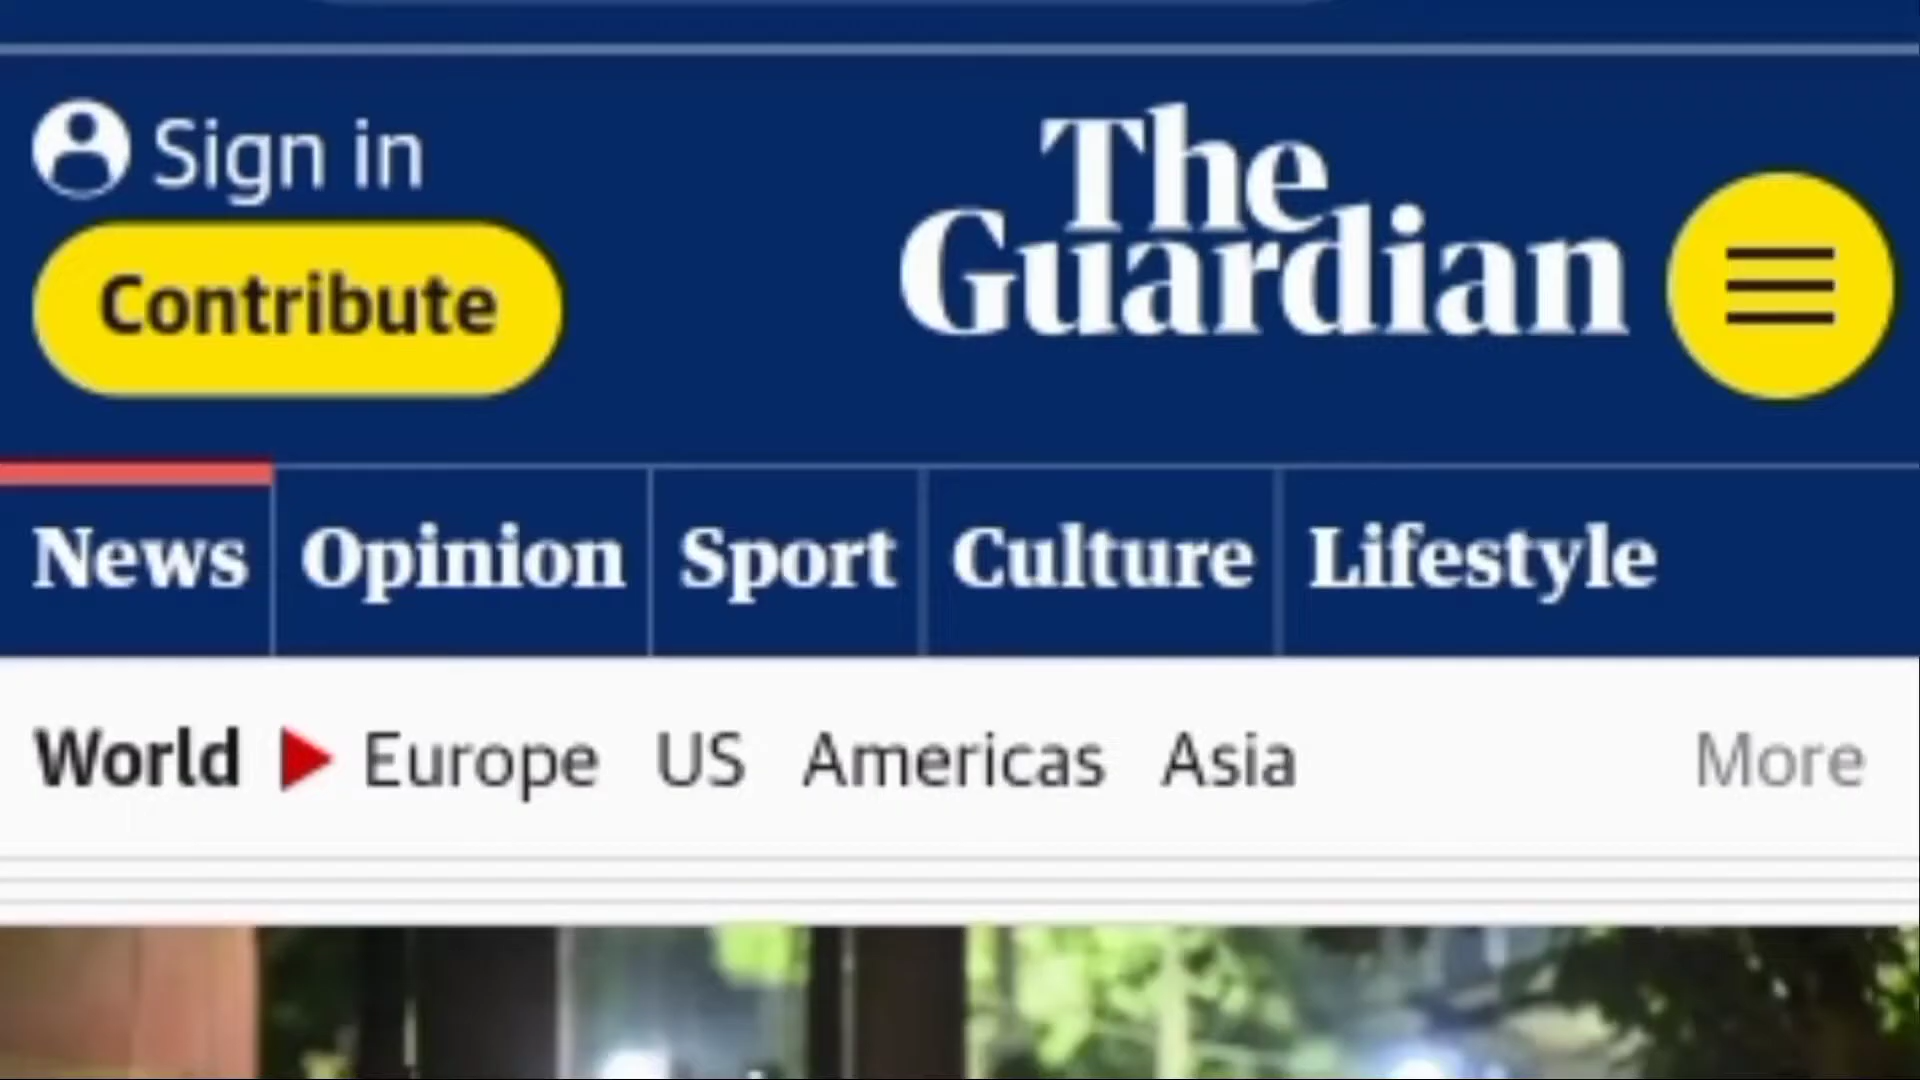 Sign in
Contribute
The
Guardian
News Opinion Sport Culture Lifestyle
World Europe US Americas Asia More